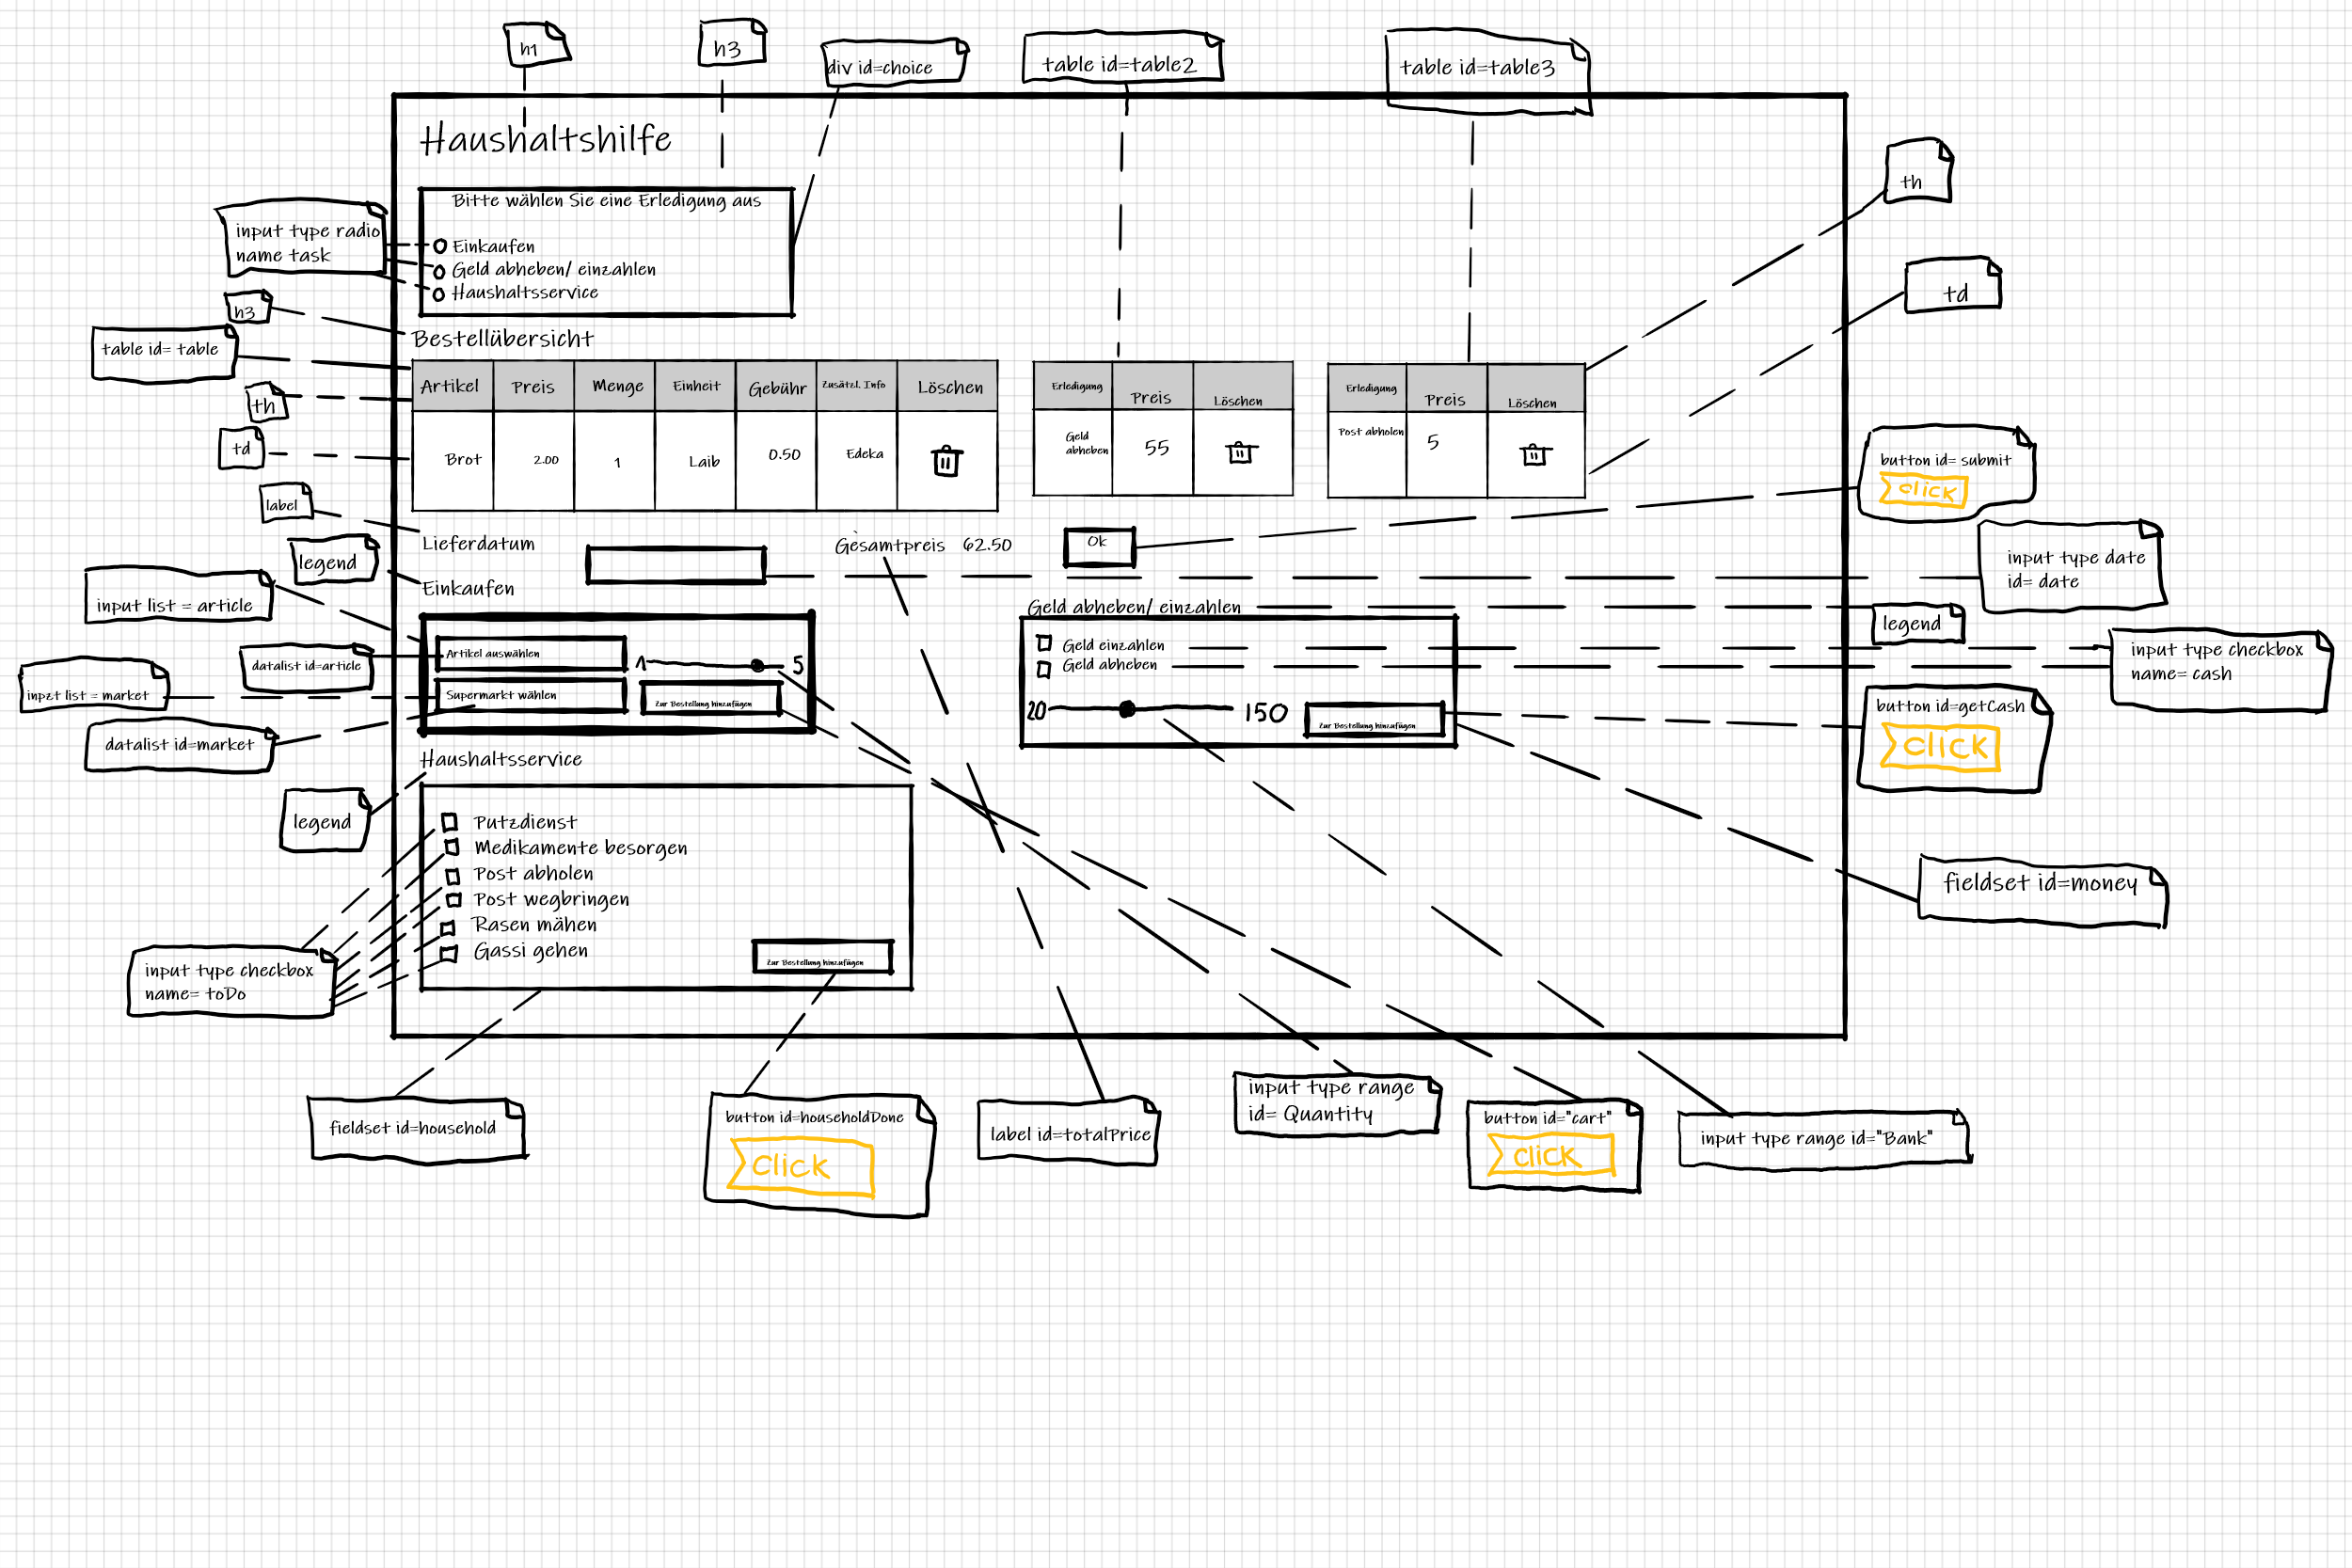 h1
h3
div id=choice
table id=table2
table id=table3
Haushaltshilfe
th
Bitte wählen Sie eine Erledigung aus
input type radio
name task
Einkaufen
Geld abheben/ einzahlen
Haushaltsservice
td
h3
Bestellübersicht
table id= table
Artikel Preis Menge Einheit Gebühr Zusätzl. Info Löschen
Erledigung Preis Löschen
Erledigung Preis Löschen
th
td
Brot 2.00 1 Laib 0.50 Edeka
Geld
abheben 55
Post abholen 5
button id= submit
click
label
Lieferdatum
Gesamtpreis 62.50
Ok
legend
Einkaufen
input type date
id= date
input list = article
Geld abheben/ einzahlen
legend
datalist id=article
Artikel auswählen
1 5
Geld einzahlen
Geld abheben
input type checkbox
name= cash
inpzt list = market
Supermarkt wählen
Zur Bestellung hinzufügen
20 150
Zur Bestellung hinzufügen
button id=getCash
click
datalist id=market
Haushaltsservice
legend
Putzdienst
Medikamente besorgen
Post abholen
Post wegbringen
Rasen mähen
Gassi gehen
Zur Bestellung hinzufügen
fieldset id=money
input type checkbox
name= toDo
fieldset id=household
button id=householdDone
click
label id=totalPrice
input type range
id= Quantity
button id="cart"
click
input type range id="Bank"